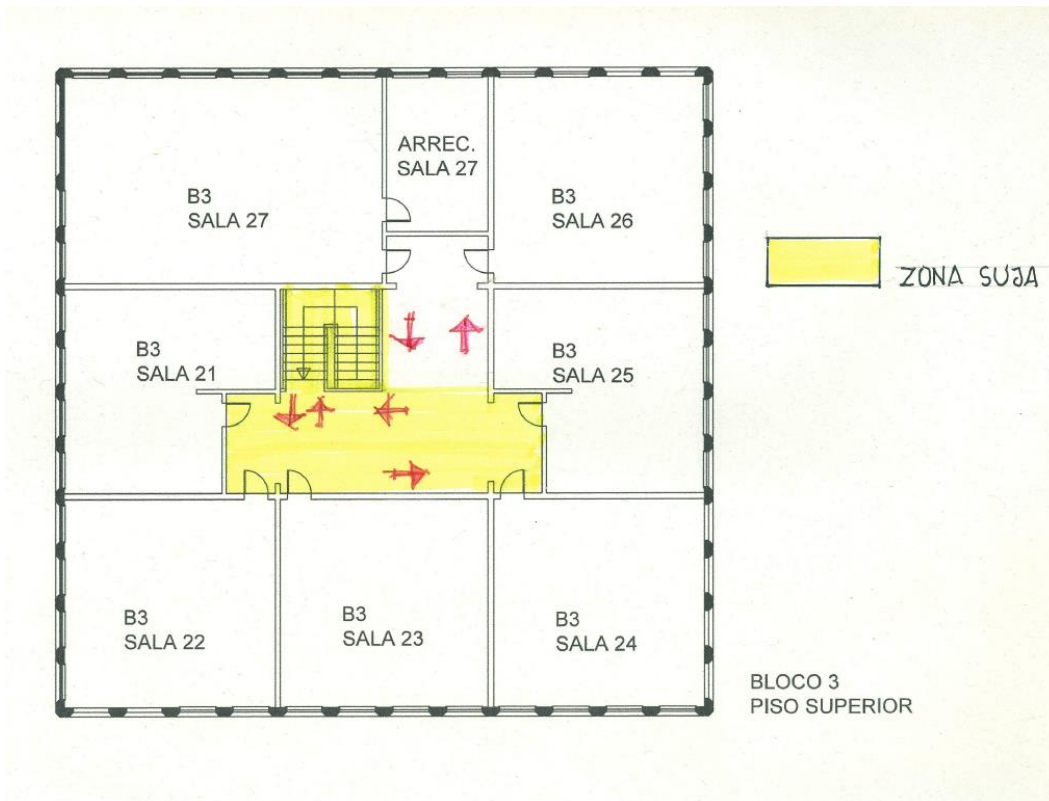 ARREC.
SALA 27
B3
SALA 27
B3
SALA 26
ZONA SUJA
B3
SALA 21
B3
SALA 25
B3
SALA 22
B3
SALA 23
B3
SALA 24
BLOCO 3
PISO SUPERIOR